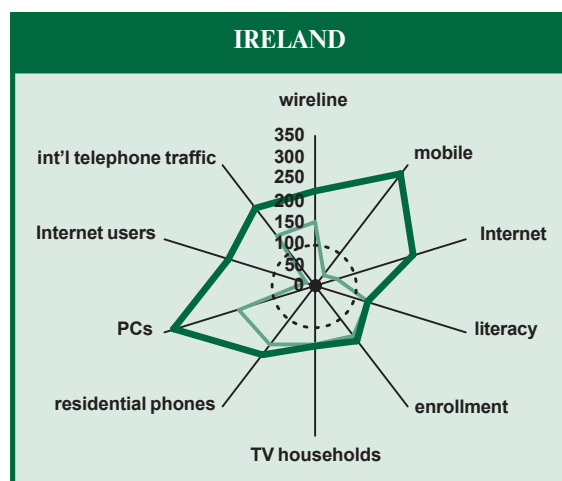 IRELAND
wireline
350
300
250
200
150
100
50
0
int'l telephone traffic
mobile
Internet users
Internet
PCs
literacy
residential phones
enrollment
TV households